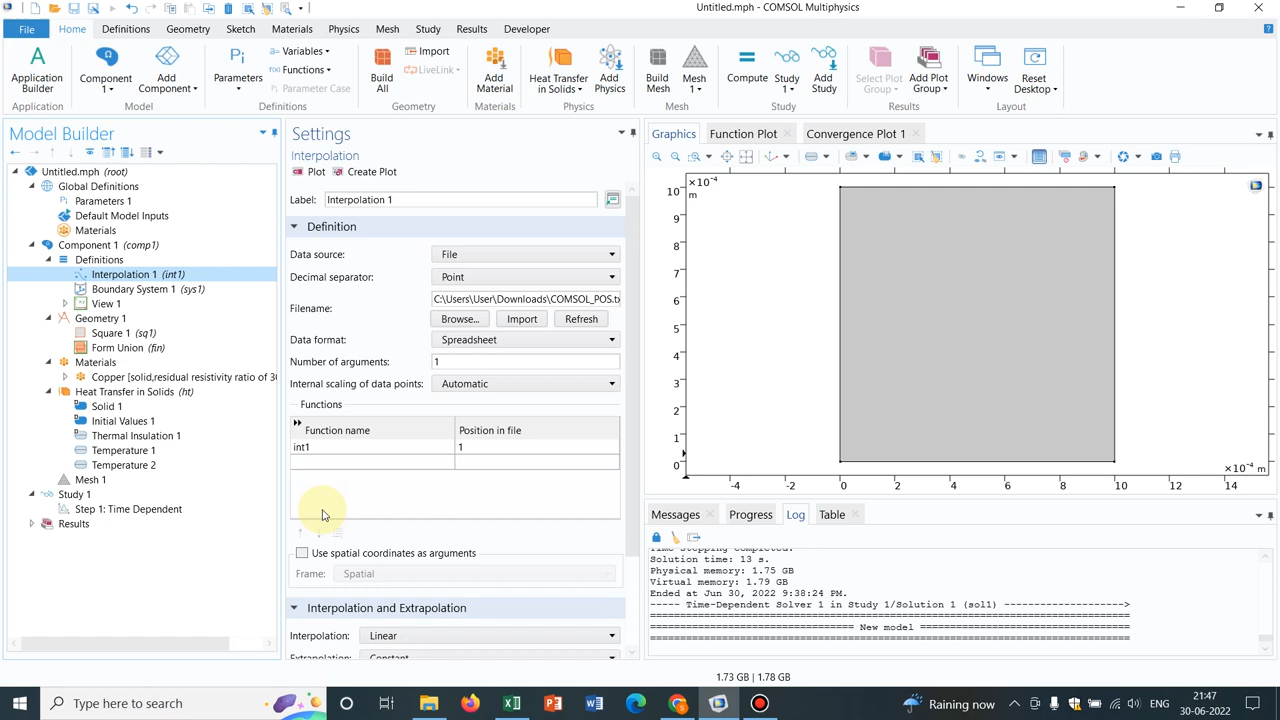 Untitled.mph - COMSOL Multiphysics
File Home Definitions Geometry Sketch Materials Physics Mesh Study Results Developer
Application Builder
Component 1
Add Component
Parameters
a= Variables
f(x) Functions
Pi Parameter Case
Build All
Import
LiveLink
Add Material
Heat Transfer in Solids
Add Physics
Build Mesh
Mesh 1
Compute
Study 1
Add Study
Select Plot Group
Add Plot Group
Windows
Reset Desktop
Application Model Definitions Geometry Materials Physics Mesh Study Results Layout
Model Builder
Untitled.mph (root)
Global Definitions
Parameters 1
Default Model Inputs
Materials
Component 1 (comp1)
Definitions
Interpolation 1 (int1)
Boundary System 1 (sys1)
View 1
Geometry 1
Square 1 (sq1)
Form Union (fin)
Materials
Copper [solid,residual resistivity ratio of 3
Heat Transfer in Solids (ht)
Solid 1
Initial Values 1
Thermal Insulation 1
Temperature 1
Temperature 2
Mesh 1
Study 1
Step 1: Time Dependent
Results
Settings
Interpolation
Plot Create Plot
Label: Interpolation 1
Definition
Data source: File
Decimal separator: Point
Filename: C:\Users\User\Downloads\COMSOL_POS.tx
Browse... Import Refresh
Data format: Spreadsheet
Number of arguments: 1
Internal scaling of data points: Automatic
Functions
Function name Position in file
int1 1
Use spatial coordinates as arguments
Frame: Spatial
Interpolation and Extrapolation
Interpolation: Linear
Extrapolation: Constant
Graphics Function Plot Convergence Plot 1
×10⁻⁴
m
10
9
8
7
6
5
4
3
2
1
0
×10⁻⁴ m
-4 -2 0 2 4 6 8 10 12 14
Messages Progress Log Table
Time-stepping completed.
Solution time: 13 s.
Physical memory: 1.75 GB
Virtual memory: 1.79 GB
Ended at Jun 30, 2022 9:38:24 PM.
----- Time-Dependent Solver 1 in Study 1/Solution 1 (sol1) -------------------->
New model
1.73 GB | 1.78 GB
Type here to search
Raining now
ENG
21:47
30-06-2022